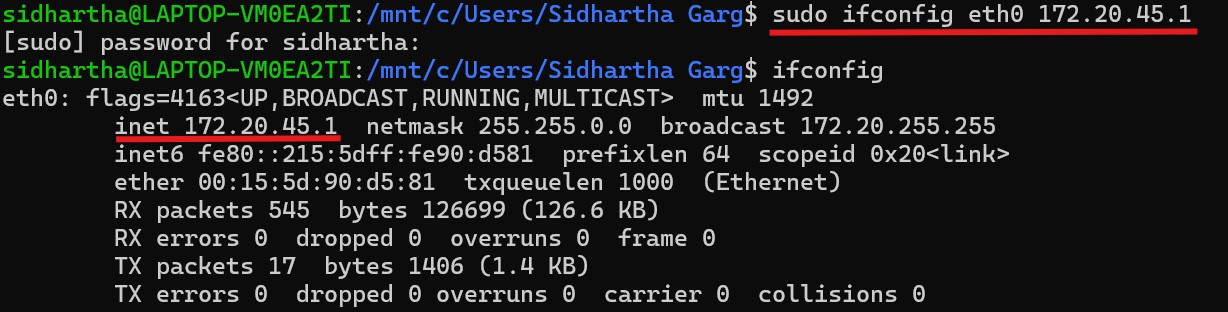 sidhartha@LAPTOP-VM0EA2TI:/mnt/c/Users/Sidhartha Garg$ sudo ifconfig eth0 172.20.45.1
[sudo] password for sidhartha:
sidhartha@LAPTOP-VM0EA2TI:/mnt/c/Users/Sidhartha Garg$ ifconfig
eth0: flags=4163<UP,BROADCAST,RUNNING,MULTICAST>  mtu 1492
        inet 172.20.45.1  netmask 255.255.0.0  broadcast 172.20.255.255
        inet6 fe80::215:5dff:fe90:d581  prefixlen 64  scopeid 0x20<link>
        ether 00:15:5d:90:d5:81  txqueuelen 1000  (Ethernet)
        RX packets 545  bytes 126699 (126.6 KB)
        RX errors 0  dropped 0  overruns 0  frame 0
        TX packets 17  bytes 1406 (1.4 KB)
        TX errors 0  dropped 0 overruns 0  carrier 0  collisions 0